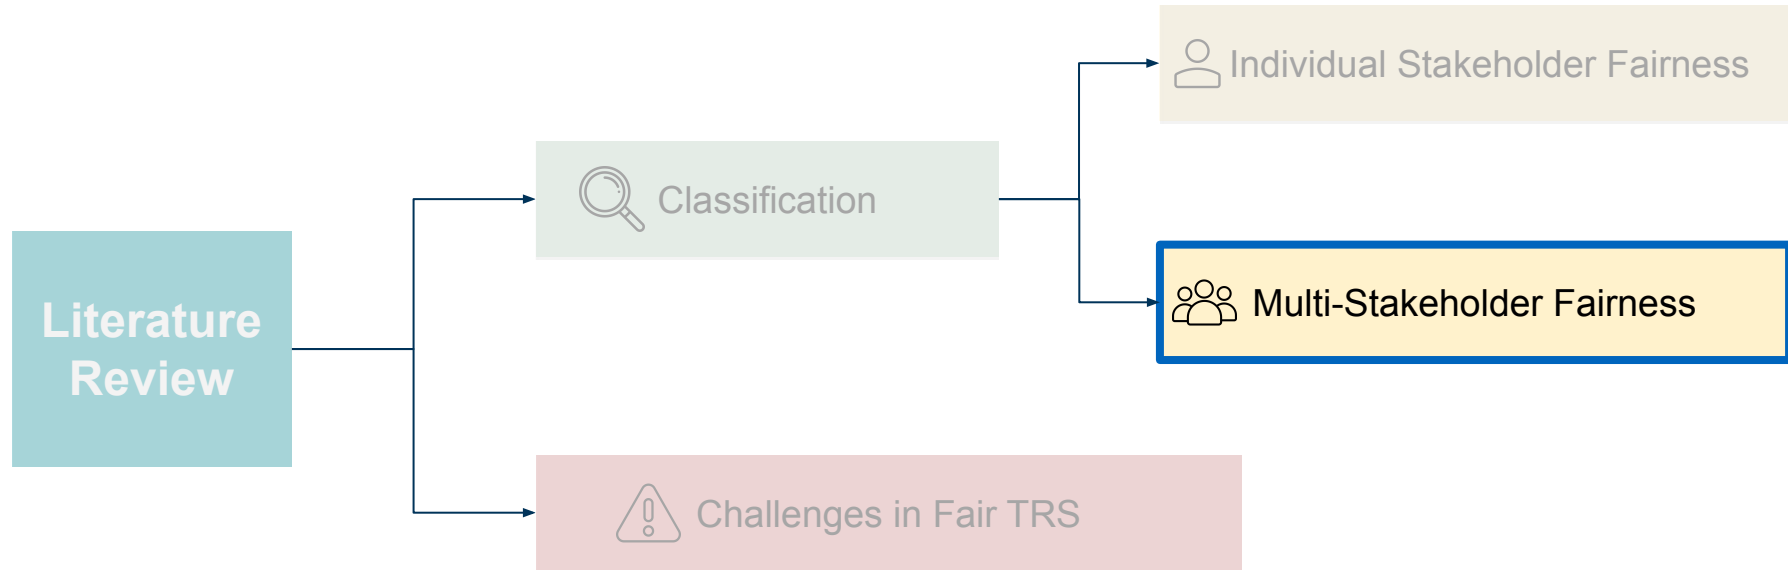 Literature
Review
Classification
Individual Stakeholder Fairness
Multi-Stakeholder Fairness
Challenges in Fair TRS